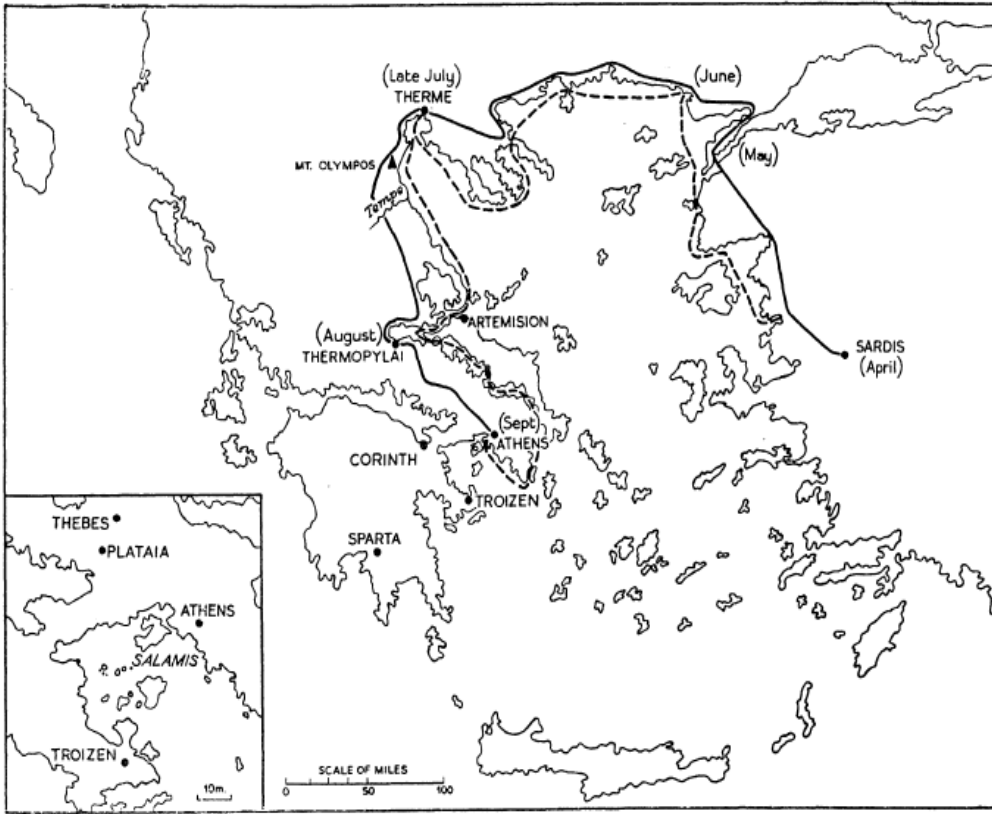 (Late July)
THERME
(June)
MT. OLYMPOS
(May)
Tempe
ARTEMISION
(August)
THERMOPYLAI
SARDIS
(April)
(Sept)
ATHENS
CORINTH
TROIZEN
SPARTA
THEBES
PLATAIA
ATHENS
SALAMIS
TROIZEN
10m.
SCALE OF MILES
0 50 100